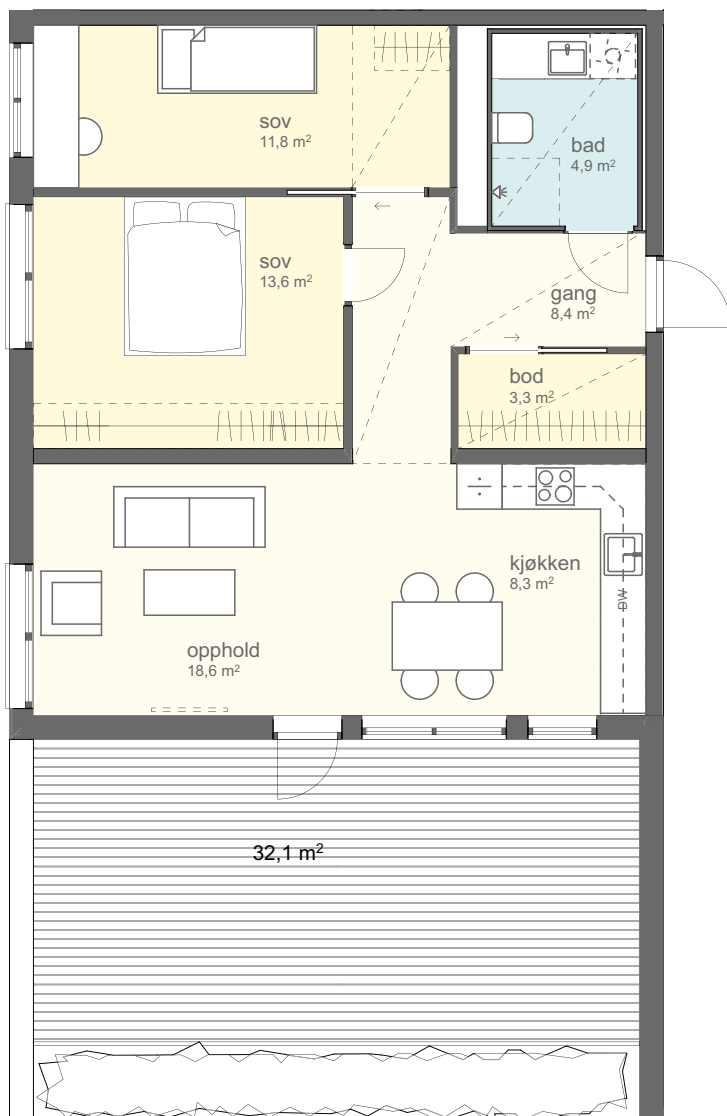 sov
11,8 m²
bad
4,9 m²
sov
13,6 m²
gang
8,4 m²
bod
3,3 m²
kjøkken
8,3 m²
DW
opphold
18,6 m²
32,1 m²